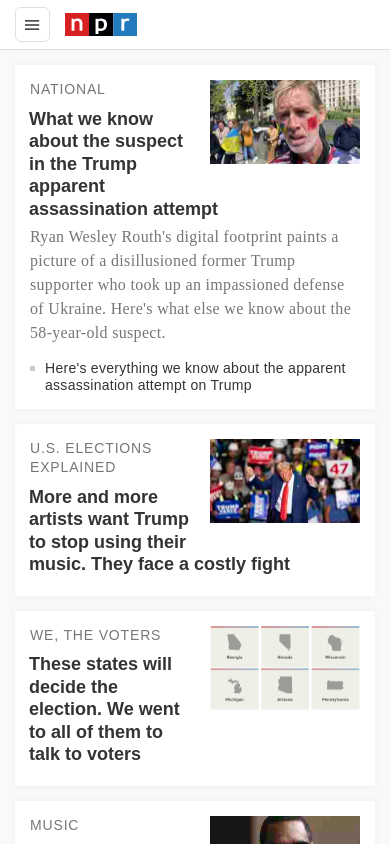 npr
NATIONAL
What we know
about the suspect
in the Trump
apparent
assassination attempt
Ryan Wesley Routh's digital footprint paints a
picture of a disillusioned former Trump
supporter who took up an impassioned defense
of Ukraine. Here's what else we know about the
58-year-old suspect.
Here's everything we know about the apparent
assassination attempt on Trump
U.S. ELECTIONS
EXPLAINED
More and more
artists want Trump
to stop using their
music. They face a costly fight
47
WE, THE VOTERS
These states will
decide the
election. We went
to all of them to
talk to voters
Georgia Nevada Wisconsin
Michigan Arizona Pennsylvania
MUSIC